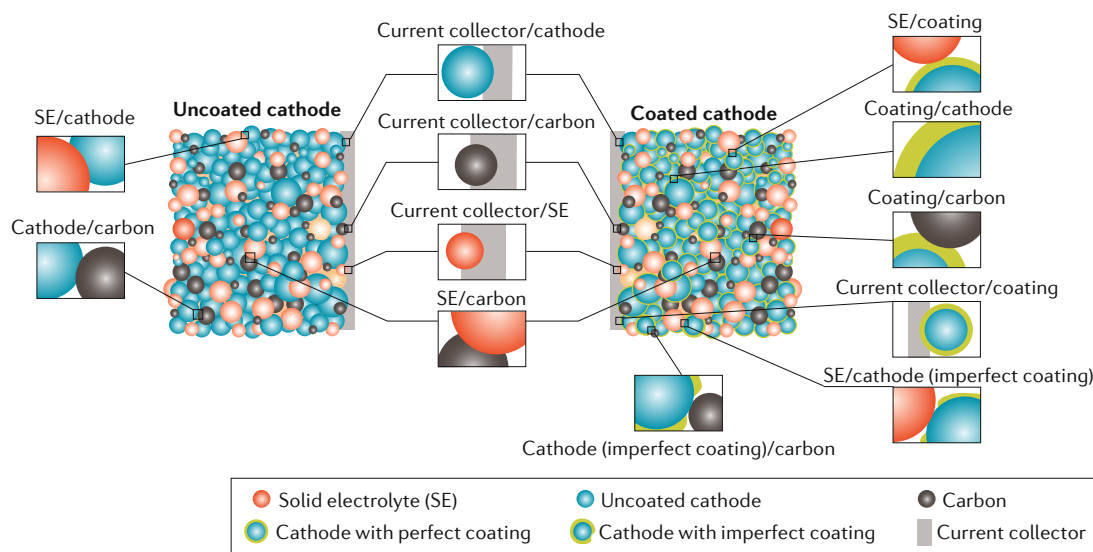 SE/coating
Current collector/cathode
Uncoated cathode
Coated cathode
SE/cathode
Coating/cathode
Current collector/carbon
Coating/carbon
Current collector/SE
Cathode/carbon
Current collector/coating
SE/carbon
SE/cathode (imperfect coating)
Cathode (imperfect coating)/carbon
Solid electrolyte (SE)
Uncoated cathode
Carbon
Cathode with perfect coating
Cathode with imperfect coating
Current collector